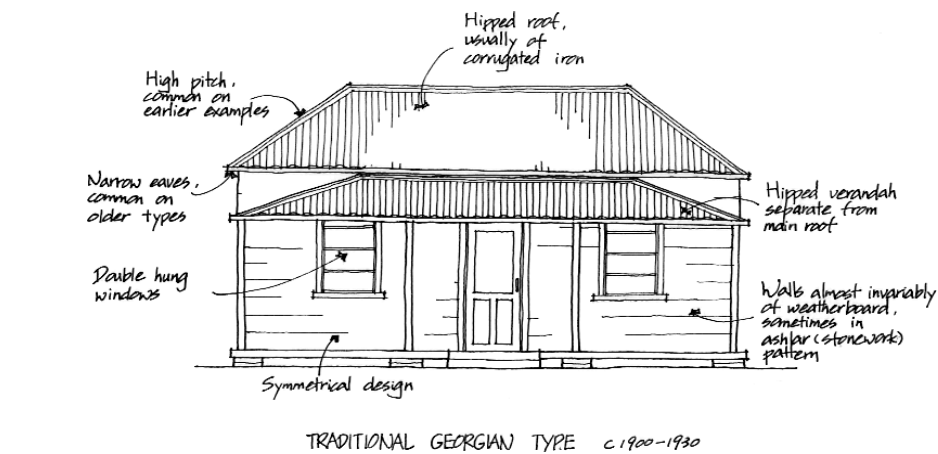 Hipped roof,
usually of
corrugated iron
High pitch,
common on
earlier examples
Narrow eaves,
common on
older types
Hipped verandah
separate from
main roof
Double hung
windows
Walls almost invariably
of weatherboard,
sometimes in
ashlar (stonework)
pattern
Symmetrical design
TRADITIONAL GEORGIAN TYPE c1900-1930